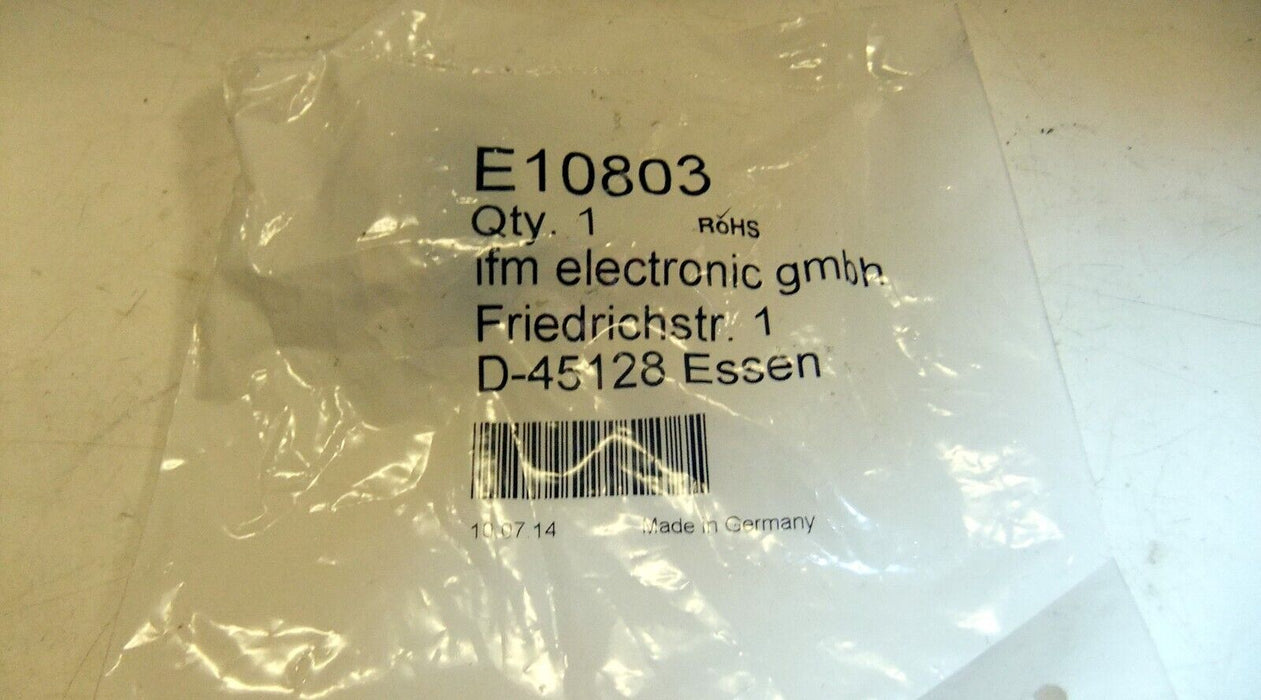 E10803
Qty. 1 RoHS
ifm electronic gmbh
Friedrichstr. 1
D-45128 Essen
10.07.14 Made in Germany